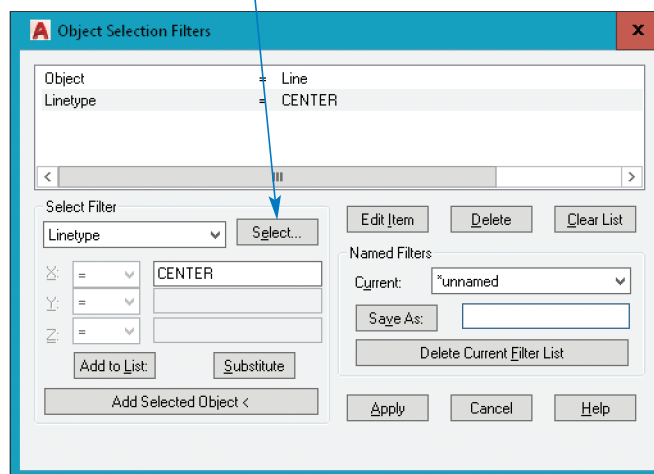 A Object Selection Filters x
Object = Line
Linetype = CENTER
Select Filter
Linetype Select...
X: = CENTER
Y: =
Z: =
Add to List: Substitute
Add Selected Object <
Edit Item Delete Clear List
Named Filters
Current: *unnamed
Save As:
Delete Current Filter List
Apply Cancel Help